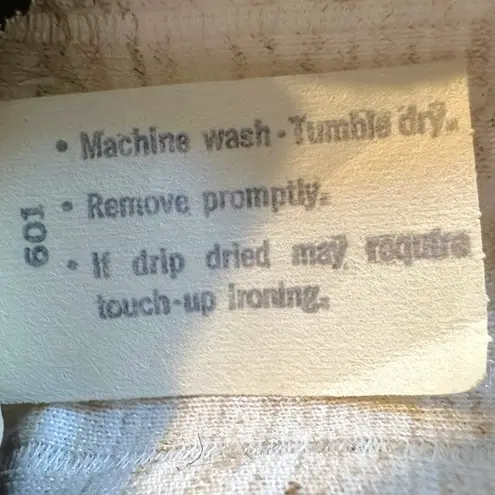 • Machine wash - Tumble dry.
• Remove promptly.
• If drip dried may require
touch-up ironing.
601